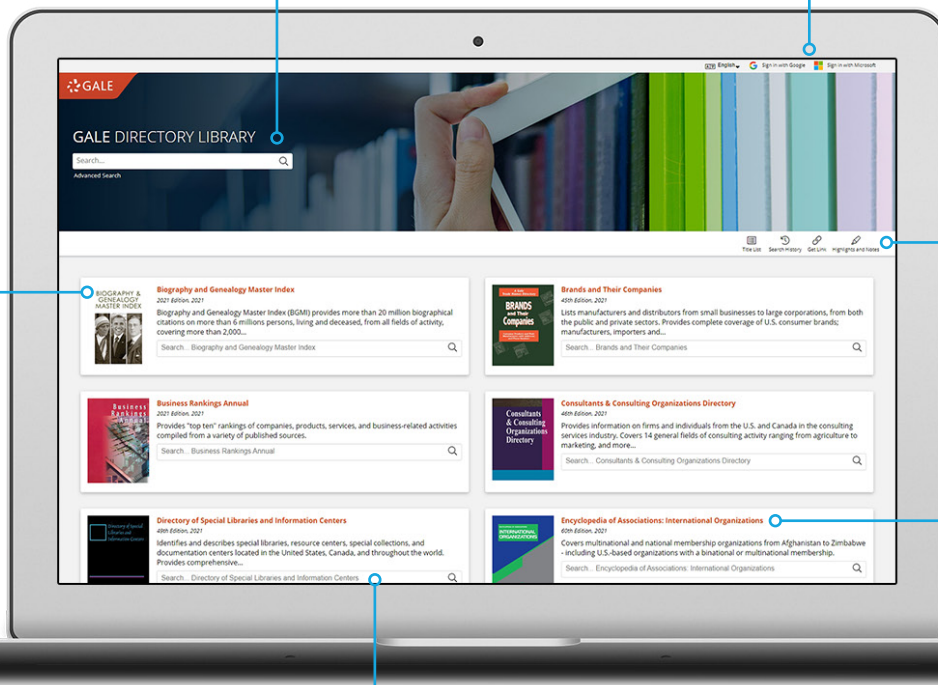 English
Sign in with Google
Sign in with Microsoft
GALE
GALE DIRECTORY LIBRARY
Search...
Advanced Search
Title List
Search History
Get Link
Highlights and Notes
BIOGRAPHY &
GENEALOGY
MASTER INDEX
Biography and Genealogy Master Index
2021 Edition, 2021
Biography and Genealogy Master Index (BGMI) provides more than 20 million biographical
citations on more than 6 millions persons, living and deceased, from all fields of activity,
covering more than 2,000...
Search... Biography and Genealogy Master Index
BRANDS
and Their
Companies
Brands and Their Companies
45th Edition, 2021
Lists manufacturers and distributors from small businesses to large corporations, from both
the public and private sectors. Provides complete coverage of U.S. consumer brands;
manufacturers, importers and...
Search... Brands and Their Companies
Business
Rankings
Annual
Business Rankings Annual
2021 Edition, 2021
Provides "top ten" rankings of companies, products, services, and business-related activities
compiled from a variety of published sources.
Search... Business Rankings Annual
Consultants
& Consulting
Organizations
Directory
Consultants & Consulting Organizations Directory
46th Edition, 2021
Provides information on firms and individuals from the U.S. and Canada in the consulting
services industry. Covers 14 general fields of consulting activity ranging from agriculture to
marketing, and more...
Search... Consultants & Consulting Organizations Directory
Directory of Special
Libraries and
Information Centers
Directory of Special Libraries and Information Centers
49th Edition, 2021
Identifies and describes special libraries, resource centers, special collections, and
documentation centers located in the United States, Canada, and throughout the world.
Provides comprehensive...
Search... Directory of Special Libraries and Information Centers
INTERNATIONAL
ORGANIZATIONS
Encyclopedia of Associations: International Organizations
60th Edition, 2021
Covers multinational and national membership organizations from Afghanistan to Zimbabwe
- including U.S.-based organizations with a binational or multinational membership.
Search... Encyclopedia of Associations: International Organizations